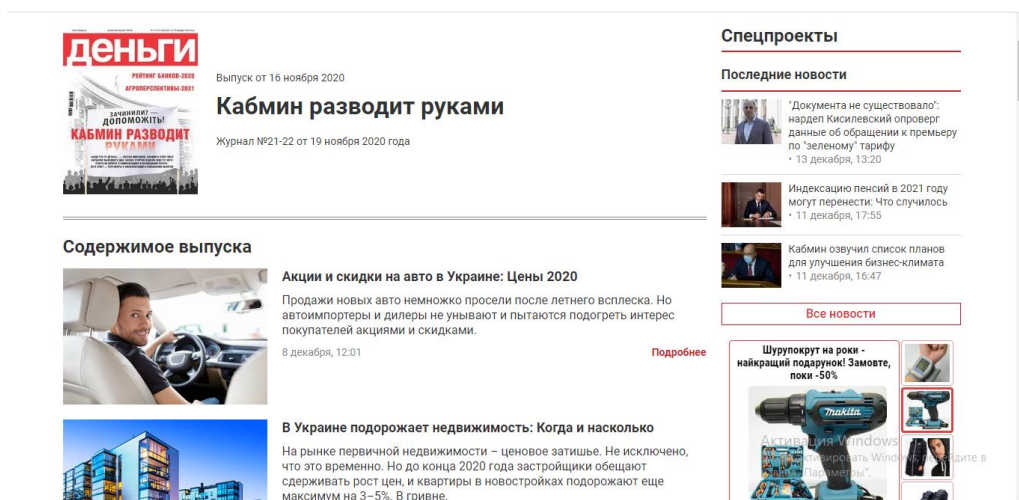 деньги
РЕЙТИНГ БАНКОВ-2020
АГРОПЕРСПЕКТИВЫ-2021
ЗАЧИНИЛИ? —
ДОПОМОЖІТЬ!
КАБМИН РАЗВОДИТ
РУКАМИ
Выпуск от 16 ноября 2020
Кабмин разводит руками
Журнал №21-22 от 19 ноября 2020 года
Содержимое выпуска
Акции и скидки на авто в Украине: Цены 2020
Продажи новых авто немножко просели после летнего всплеска. Но
автоимпортеры и дилеры не унывают и пытаются подогреть интерес
покупателей акциями и скидками.
8 декабря, 12:01
Подробнее
В Украине подорожает недвижимость: Когда и насколько
На рынке первичной недвижимости – ценовое затишье. Не исключено,
что это временно. Но до конца 2020 года застройщики обещают
сдерживать рост цен, и квартиры в новостройках подорожают еще
максимум на 3–5%. В гривне.
Спецпроекты
Последние новости
"Документа не существовало":
нардеп Кисилевский опроверг
данные об обращении к премьеру
по "зеленому" тарифу
• 13 декабря, 13:20
Индексацию пенсий в 2021 году
могут перенести: Что случилось
• 11 декабря, 17:55
Кабмин озвучил список планов
для улучшения бизнес-климата
• 11 декабря, 16:47
Все новости
Шурупокрут на роки -
найкращий подарунок! Замовте,
поки -50%
makita
Активация Windows
"Параметры".